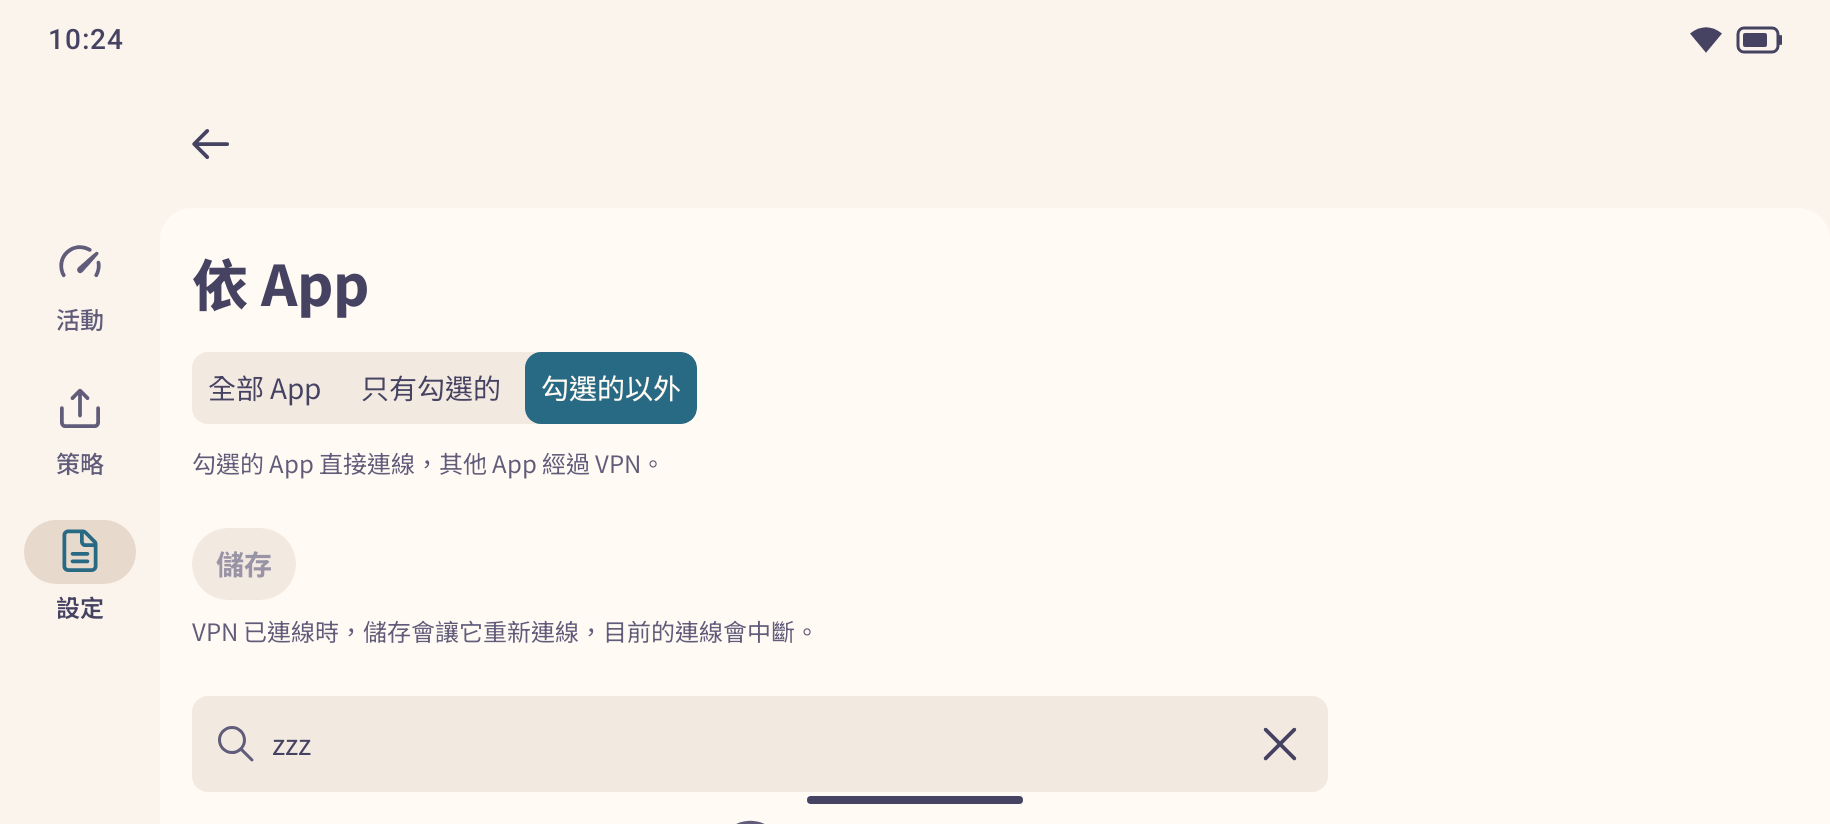 10:24
活動
策略
設定
依 App
全部 App
只有勾選的
勾選的以外
勾選的 App 直接連線，其他 App 經過 VPN。
儲存
VPN 已連線時，儲存會讓它重新連線，目前的連線會中斷。
zzz